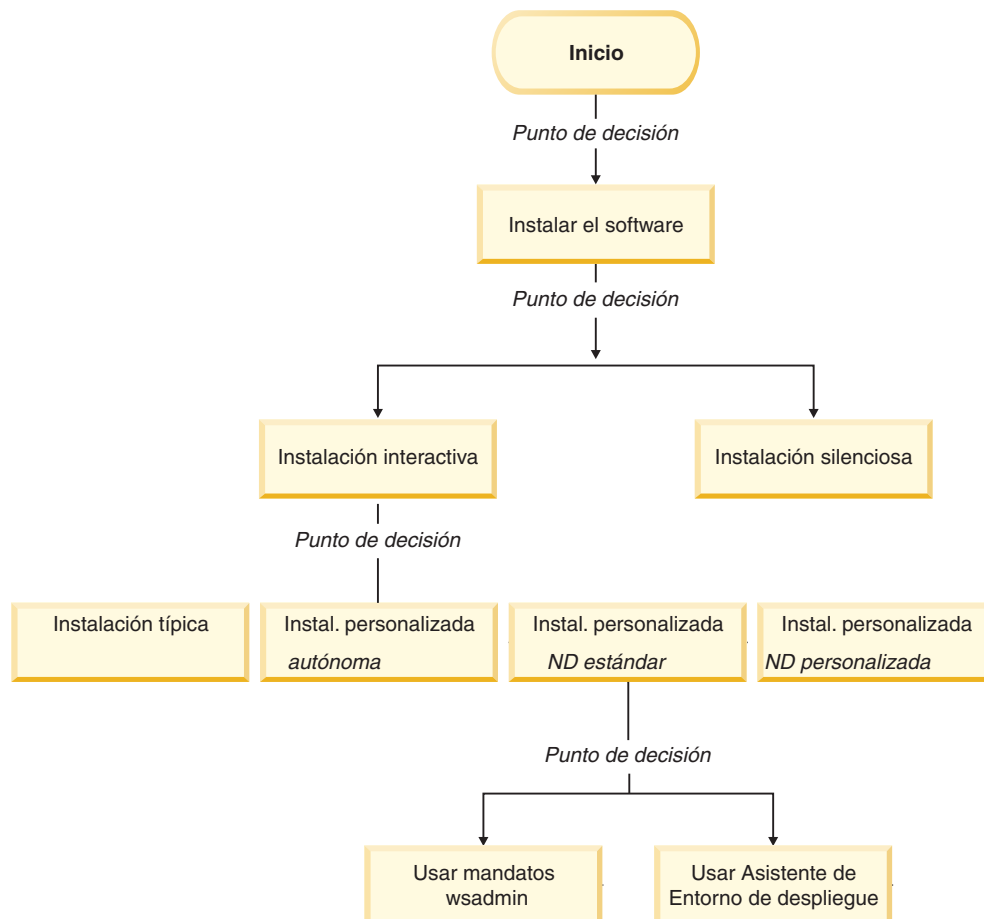 Inicio
Punto de decisión
Instalar el software
Punto de decisión
Instalación interactiva
Instalación silenciosa
Punto de decisión
Instalación típica
Instal. personalizada
autónoma
Instal. personalizada
ND estándar
Instal. personalizada
ND personalizada
Punto de decisión
Usar mandatos
wsadmin
Usar Asistente de
Entorno de despliegue